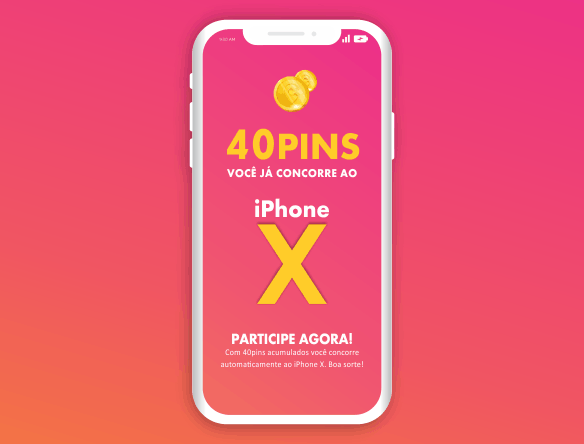 40PINS
VOCÊ JÁ CONCORRE AO
iPhone
X
PARTICIPE AGORA!
Com 40pins acumulados você concorre
automaticamente ao iPhone X. Boa sorte!